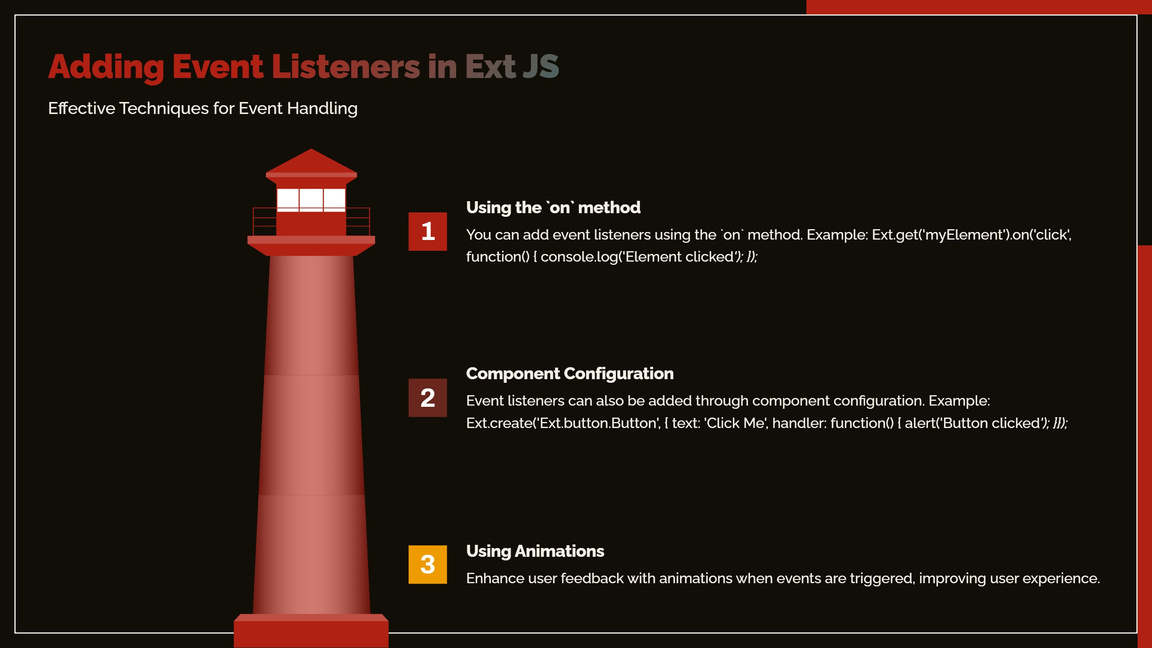 Adding Event Listeners in Ext JS
Effective Techniques for Event Handling
1
Using the `on` method
You can add event listeners using the `on` method. Example: Ext.get('myElement').on('click',
function() { console.log('Element clicked'); });
2
Component Configuration
Event listeners can also be added through component configuration. Example:
Ext.create('Ext.button.Button', { text: 'Click Me', handler: function() { alert('Button clicked'); }});
3
Using Animations
Enhance user feedback with animations when events are triggered, improving user experience.